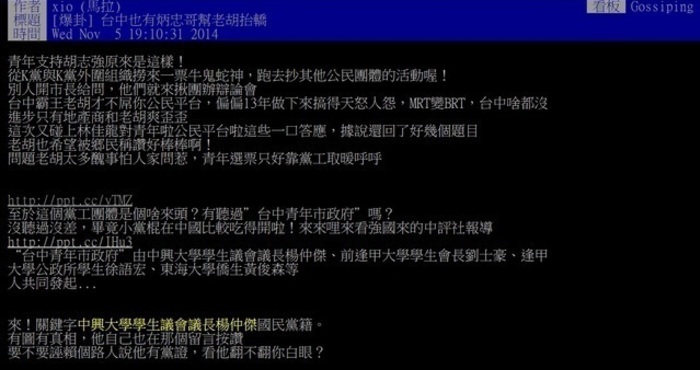 作者 xio (馬拉) 看板 Gossiping
標題 [爆卦] 台中也有炳忠哥幫老胡抬轎
時間 Wed Nov 5 19:10:31 2014
青年支持胡志強原來是這樣！
從K黨與K黨外圍組織撈來一票牛鬼蛇神，跑去抄其他公民團體的活動喔！
別人開市長給問，他們就來揪團辦辯論會
台中霸王老胡才不屌你公民平台，偏偏13年做下來搞得天怒人怨，MRT變BRT，台中啥都沒
進步只有地產商和老胡爽歪歪
這次又碰上林佳龍對青年啦公民平台啦這些一口答應，據說還回了好幾個題目
老胡也希望被鄉民稱讚好棒棒啊！
問題老胡太多醜事怕人家問惹，青年選票只好靠黨工取暖呼呼
http://ppt.cc/vTMZ
至於這個黨工團體是個啥來頭？有聽過”台中青年市政府”嗎？
沒聽過沒差，畢竟小黨棍在中國比較吃得開啦！來來哩來看強國來的中評社報導
http://ppt.cc/IHu3
“台中青年市政府”由中興大學學生議會議長楊仲傑、前逢甲大學學生會長劉士豪、逢甲
大學公政所學生徐語宏、東海大學僑生黃俊森等
人共同發起...
來！關鍵字中興大學學生議會議長楊仲傑國民黨籍。
有圖有真相，他自己也在那個留言按讚
要不要誣賴個路人說他有黨證，看他翻不翻你白眼？